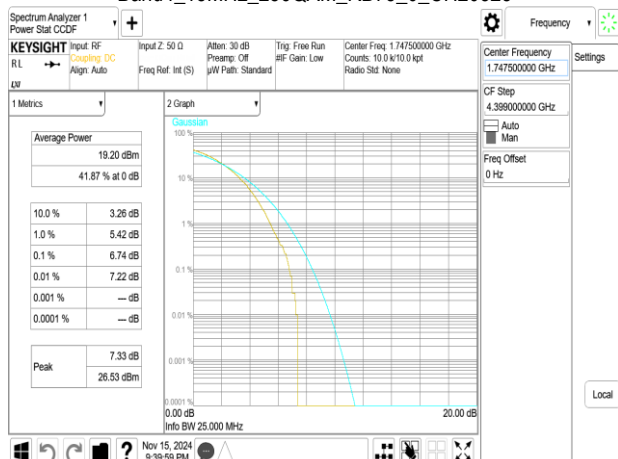 Spectrum Analyzer 1
Power Stat CCDF
Frequency
KEYSIGHT
RL
Input: RF
Coupling: DC
Align: Auto
Input Z: 50 Ω
Freq Ref: Int (S)
Atten: 30 dB
Preamp: Off
µW Path: Standard
Trig: Free Run
#IF Gain: Low
Center Freq: 1.747500000 GHz
Counts: 10.0 k/10.0 kpt
Radio Std: None
Center Frequency
1.747500000 GHz
Settings
CF Step
4.399000000 GHz
Auto
Man
Freq Offset
0 Hz
1 Metrics
2 Graph
Average Power
19.20 dBm
41.87 % at 0 dB
10.0 % 3.26 dB
1.0 % 5.42 dB
0.1 % 6.74 dB
0.01 % 7.22 dB
0.001 % --- dB
0.0001 % --- dB
Peak 7.33 dB
26.53 dBm
Gaussian
100 %
10 %
1 %
0.1 %
0.01 %
0.001 %
0.0001 %
0.00 dB 20.00 dB
Info BW 25.000 MHz
Local
Nov 15, 2024
9:39:59 PM